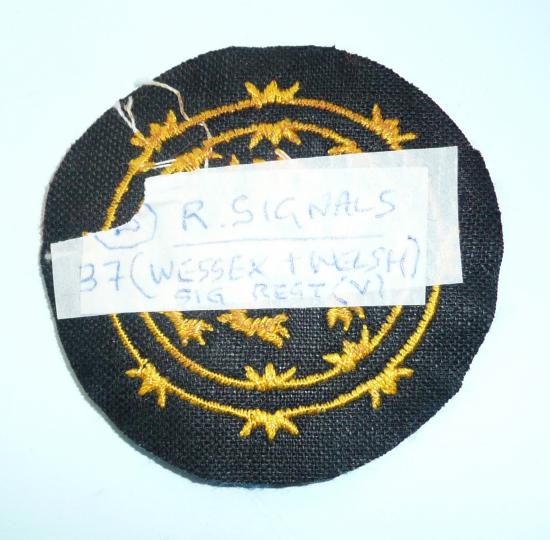 R. SIGNALS
37 (WESSEX + WELSH)
SIG REGT (V)